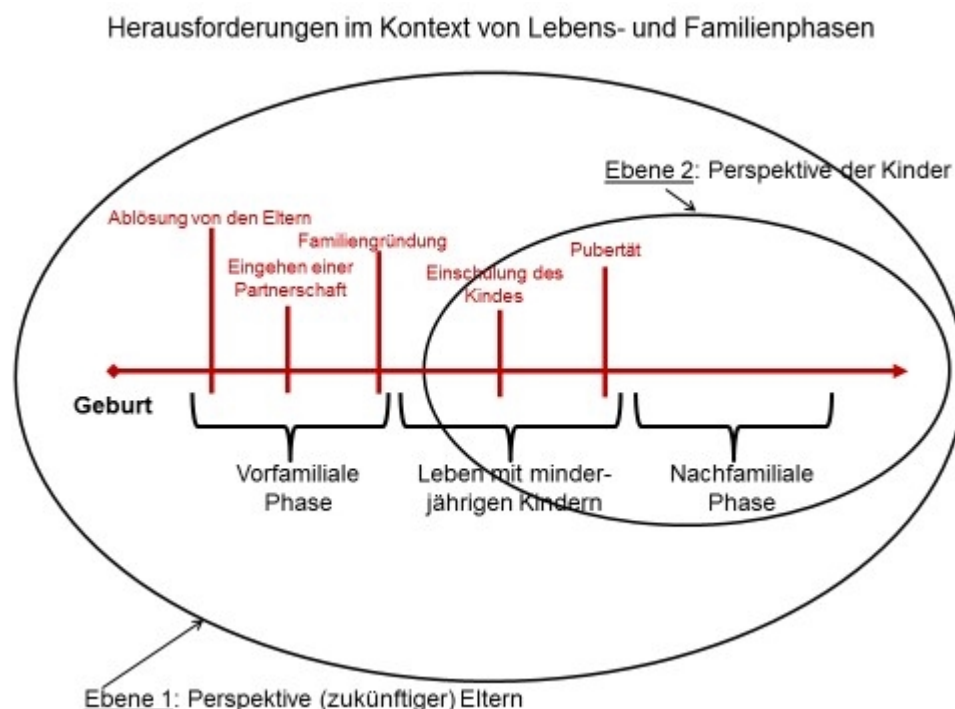 Herausforderungen im Kontext von Lebens- und Familienphasen
Ebene 2: Perspektive der Kinder
Ablösung von den Eltern
Familiengründung
Pubertät
Eingehen einer
Partnerschaft
Einschulung des
Kindes
Geburt
Vorfamiliale
Phase
Leben mit minder-
jährigen Kindern
Nachfamiliale
Phase
Ebene 1: Perspektive (zukünftiger) Eltern